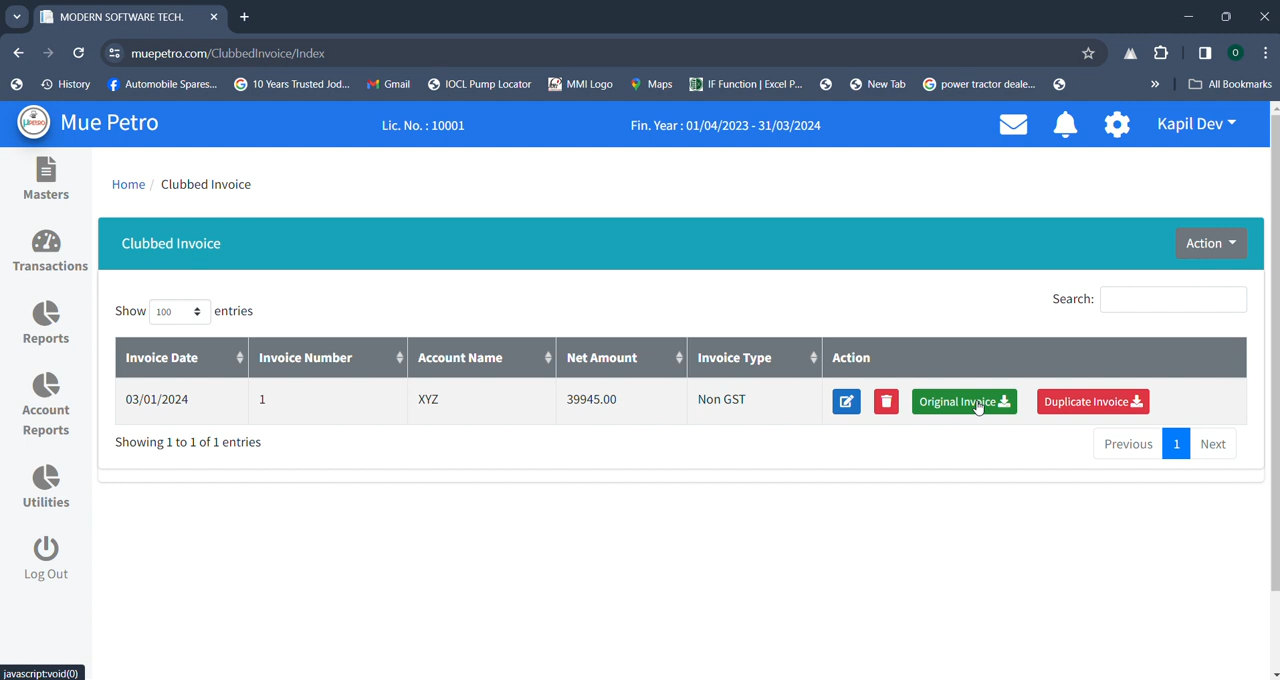 MODERN SOFTWARE TECH.
muepetro.com/ClubbedInvoice/Index
History
Automobile Spares...
10 Years Trusted Jod...
Gmail
IOCL Pump Locator
MMI Logo
Maps
IF Function | Excel P...
New Tab
power tractor deale...
»
All Bookmarks
O
Mue Petro
Lic. No. : 10001
Fin. Year : 01/04/2023 - 31/03/2024
Kapil Dev
Masters
Transactions
Reports
Account
Reports
Utilities
Log Out
Home / Clubbed Invoice
Clubbed Invoice
Action
Show 100 entries
Search:
Invoice Date Invoice Number Account Name Net Amount Invoice Type Action
03/01/2024 1 XYZ 39945.00 Non GST Original Invoice Duplicate Invoice
Showing 1 to 1 of 1 entries
Previous 1 Next
javascript:void(0)